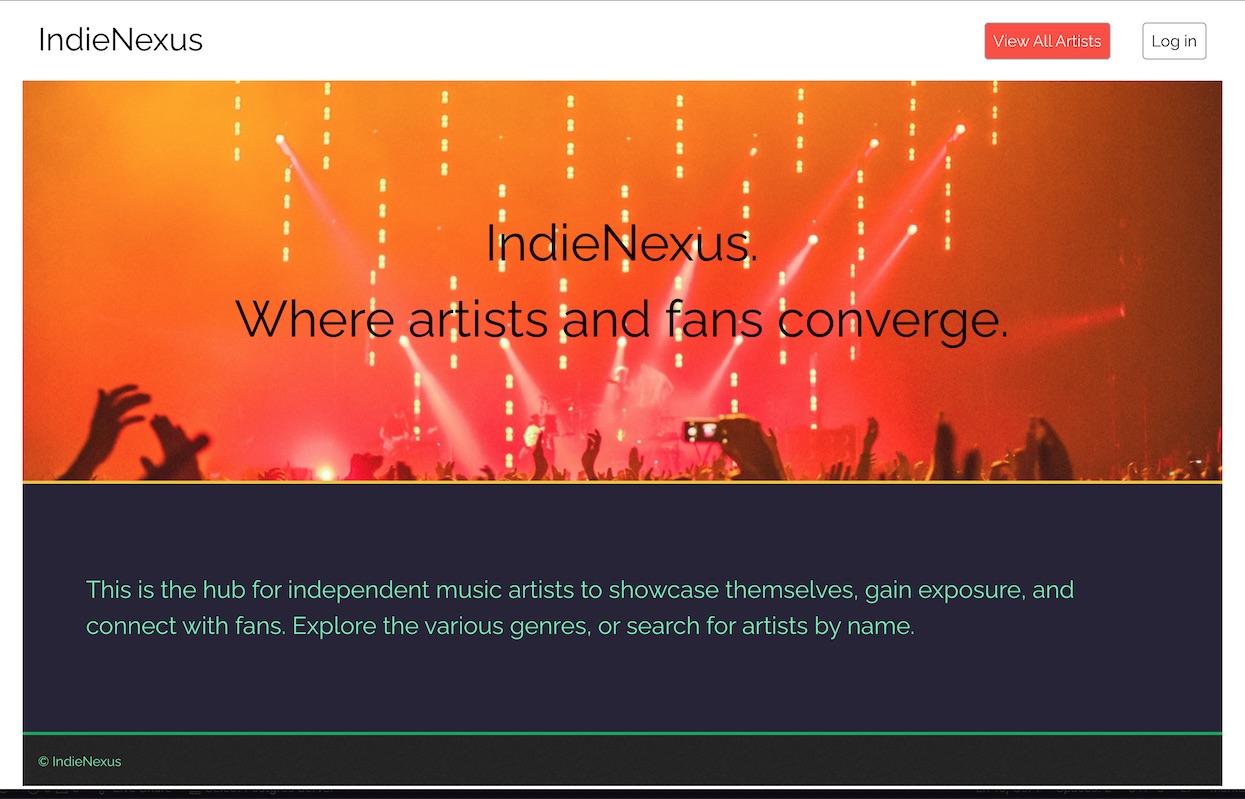 IndieNexus
View All Artists
Log in
IndieNexus.
Where artists and fans converge.
This is the hub for independent music artists to showcase themselves, gain exposure, and
connect with fans. Explore the various genres, or search for artists by name.
© IndieNexus